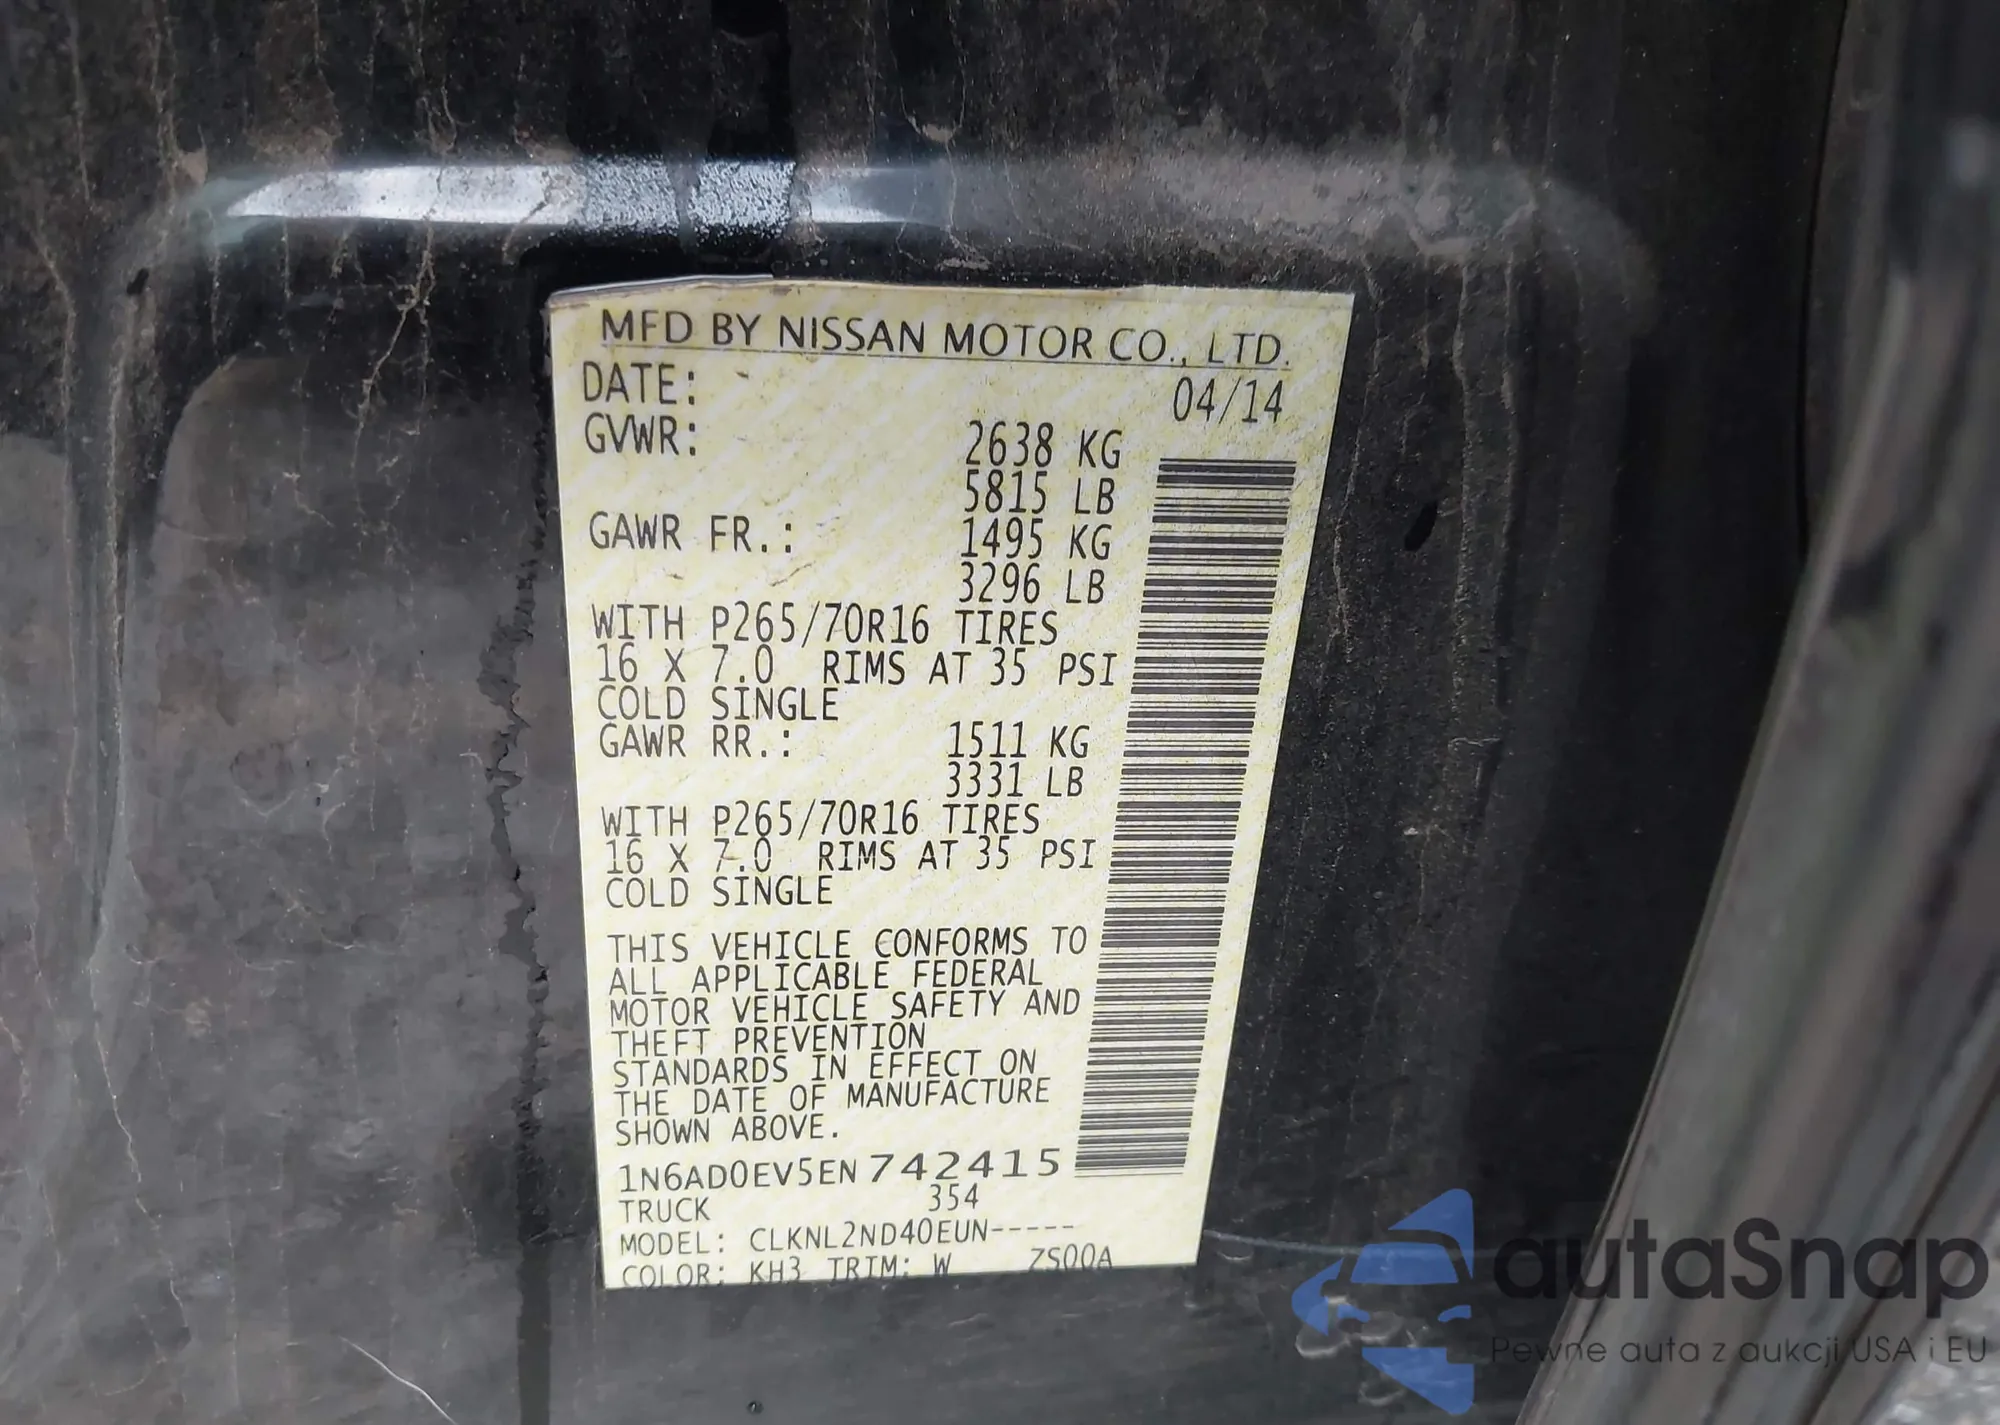 MFD BY NISSAN MOTOR CO., LTD.
DATE: 04/14
GVWR: 2638 KG
5815 LB
GAWR FR.: 1495 KG
3296 LB
WITH P265/70R16 TIRES
16 X 7.0 RIMS AT 35 PSI
COLD SINGLE
GAWR RR.: 1511 KG
3331 LB
WITH P265/70R16 TIRES
16 X 7.0 RIMS AT 35 PSI
COLD SINGLE
THIS VEHICLE CONFORMS TO
ALL APPLICABLE FEDERAL
MOTOR VEHICLE SAFETY AND
THEFT PREVENTION
STANDARDS IN EFFECT ON
THE DATE OF MANUFACTURE
SHOWN ABOVE.
1N6AD0EV5EN742415
TRUCK 354
MODEL: CLKNL2ND40EUN-----
COLOR: KH3 TRIM: W ZS00A
autaSnap
Pewne auta z aukcji USA i EU